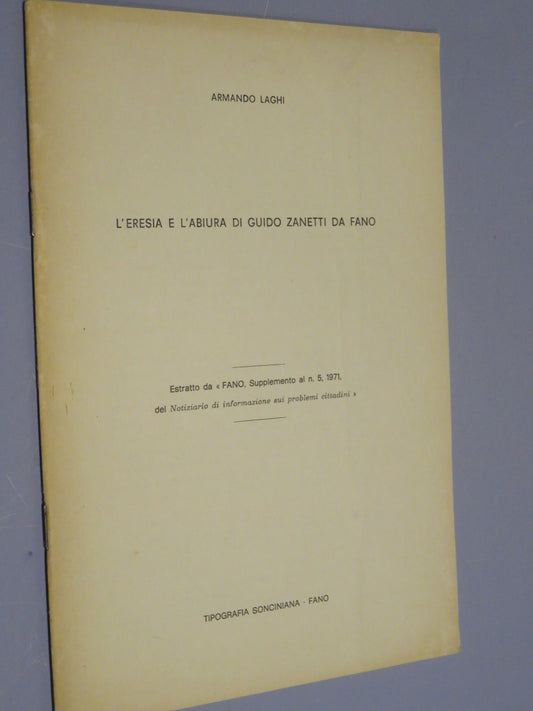 ARMANDO LAGHI
L'ERESIA E L'ABIURA DI GUIDO ZANETTI DA FANO
Estratto da « FANO, Supplemento al n. 5, 1971,
del Notiziario di informazione sui problemi cittadini »
TIPOGRAFIA SONCINIANA - FANO